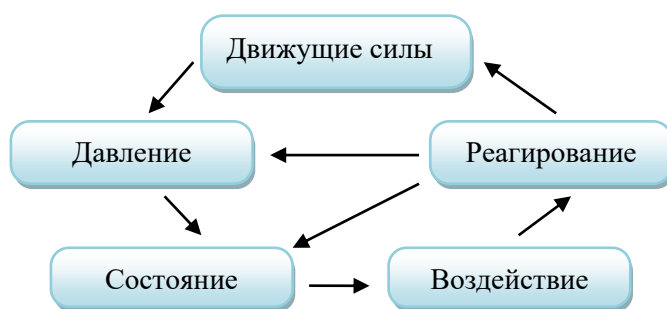 Движущие силы
Давление
Реагирование
Состояние
Воздействие